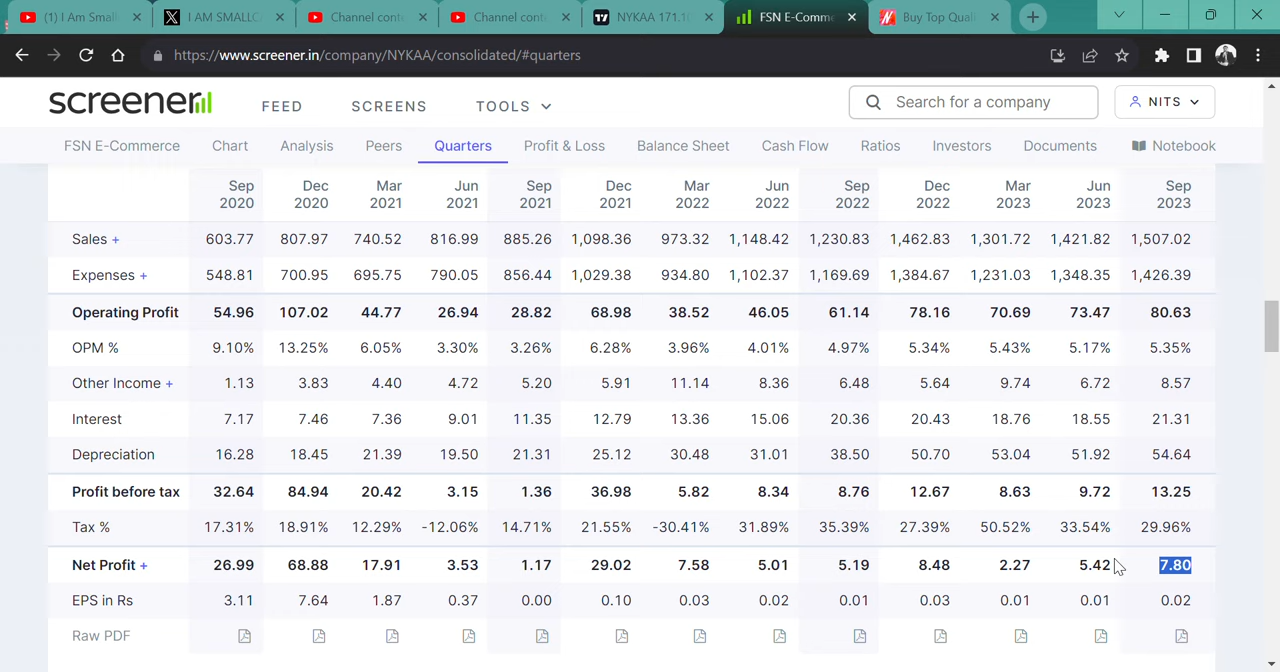 (1) I Am Small
I AM SMALLC
Channel cont
Channel cont
NYKAA 171.1
FSN E-Comme
Buy Top Quali
https://www.screener.in/company/NYKAA/consolidated/#quarters
screener
FEED
SCREENS
TOOLS
Search for a company
NITS
FSN E-Commerce
Chart
Analysis
Peers
Quarters
Profit & Loss
Balance Sheet
Cash Flow
Ratios
Investors
Documents
Notebook
Sep 2020 Dec 2020 Mar 2021 Jun 2021 Sep 2021 Dec 2021 Mar 2022 Jun 2022 Sep 2022 Dec 2022 Mar 2023 Jun 2023 Sep 2023
Sales + 603.77 807.97 740.52 816.99 885.26 1,098.36 973.32 1,148.42 1,230.83 1,462.83 1,301.72 1,421.82 1,507.02
Expenses + 548.81 700.95 695.75 790.05 856.44 1,029.38 934.80 1,102.37 1,169.69 1,384.67 1,231.03 1,348.35 1,426.39
Operating Profit 54.96 107.02 44.77 26.94 28.82 68.98 38.52 46.05 61.14 78.16 70.69 73.47 80.63
OPM % 9.10% 13.25% 6.05% 3.30% 3.26% 6.28% 3.96% 4.01% 4.97% 5.34% 5.43% 5.17% 5.35%
Other Income + 1.13 3.83 4.40 4.72 5.20 5.91 11.14 8.36 6.48 5.64 9.74 6.72 8.57
Interest 7.17 7.46 7.36 9.01 11.35 12.79 13.36 15.06 20.36 20.43 18.76 18.55 21.31
Depreciation 16.28 18.45 21.39 19.50 21.31 25.12 30.48 31.01 38.50 50.70 53.04 51.92 54.64
Profit before tax 32.64 84.94 20.42 3.15 1.36 36.98 5.82 8.34 8.76 12.67 8.63 9.72 13.25
Tax % 17.31% 18.91% 12.29% -12.06% 14.71% 21.55% -30.41% 31.89% 35.39% 27.39% 50.52% 33.54% 29.96%
Net Profit + 26.99 68.88 17.91 3.53 1.17 29.02 7.58 5.01 5.19 8.48 2.27 5.42 7.80
EPS in Rs 3.11 7.64 1.87 0.37 0.00 0.10 0.03 0.02 0.01 0.03 0.01 0.01 0.02
Raw PDF